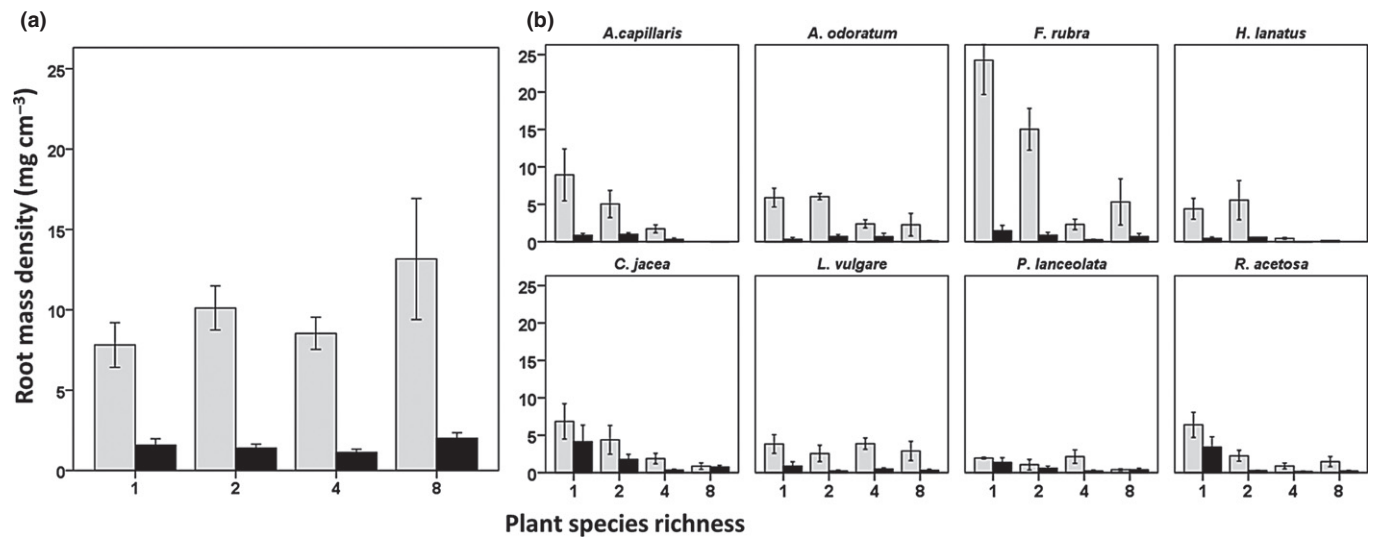 (a)
Root mass density (mg cm⁻³)
25
20
15
10
5
0
1 2 4 8
(b)
A.capillaris A. odoratum F. rubra H. lanatus
25
20
15
10
5
0
C. jacea L. vulgare P. lanceolata R. acetosa
25
20
15
10
5
0
1 2 4 8 1 2 4 8 1 2 4 8 1 2 4 8
Plant species richness